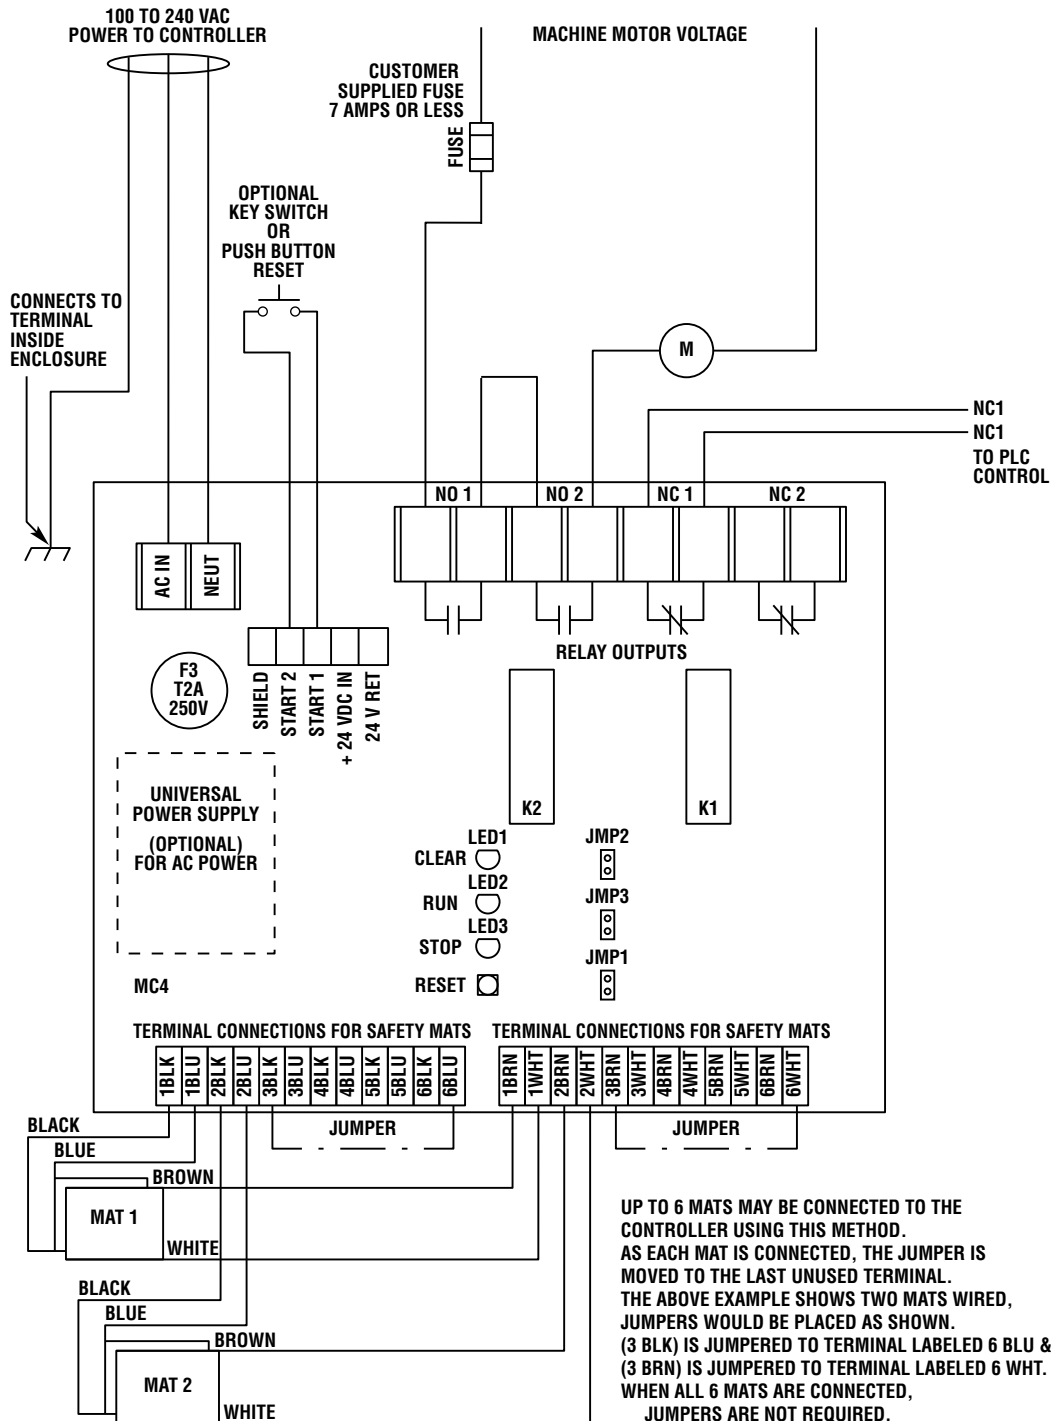 100 TO 240 VAC
POWER TO CONTROLLER
MACHINE MOTOR VOLTAGE
CUSTOMER
SUPPLIED FUSE
7 AMPS OR LESS
FUSE
OPTIONAL
KEY SWITCH
OR
PUSH BUTTON
RESET
CONNECTS TO
TERMINAL
INSIDE
ENCLOSURE
M
NC1
NC1
TO PLC
CONTROL
NO 1
NO 2
NC 1
NC 2
AC IN
NEUT
RELAY OUTPUTS
F3
T2A
250V
SHIELD
START 2
START 1
+ 24 VDC IN
24 V RET
UNIVERSAL
POWER SUPPLY
(OPTIONAL)
FOR AC POWER
K2
K1
LED1
CLEAR
LED2
RUN
LED3
STOP
RESET
JMP2
JMP3
JMP1
MC4
TERMINAL CONNECTIONS FOR SAFETY MATS
TERMINAL CONNECTIONS FOR SAFETY MATS
1BLK
1BLU
2BLK
2BLU
3BLK
3BLU
4BLK
4BLU
5BLK
5BLU
6BLK
6BLU
1BRN
1WHT
2BRN
2WHT
3BRN
3WHT
4BRN
4WHT
5BRN
5WHT
6BRN
6WHT
JUMPER
JUMPER
BLACK
BLUE
BROWN
MAT 1
WHITE
BLACK
BLUE
BROWN
MAT 2
WHITE
UP TO 6 MATS MAY BE CONNECTED TO THE
CONTROLLER USING THIS METHOD.
AS EACH MAT IS CONNECTED, THE JUMPER IS
MOVED TO THE LAST UNUSED TERMINAL.
THE ABOVE EXAMPLE SHOWS TWO MATS WIRED,
JUMPERS WOULD BE PLACED AS SHOWN.
(3 BLK) IS JUMPERED TO TERMINAL LABELED 6 BLU &
(3 BRN) IS JUMPERED TO TERMINAL LABELED 6 WHT.
WHEN ALL 6 MATS ARE CONNECTED,
JUMPERS ARE NOT REQUIRED.